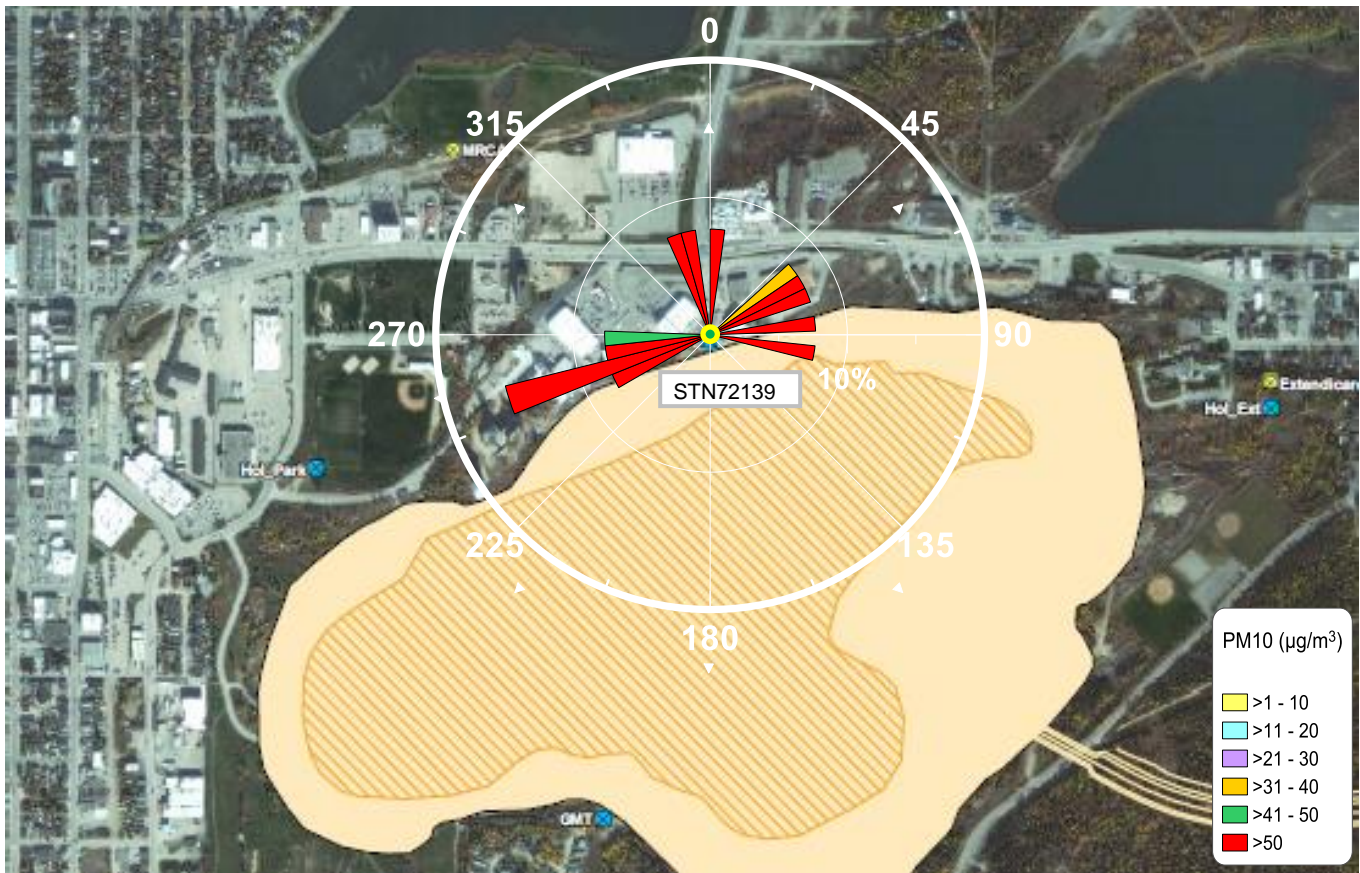 0
315
45
MRCA
270
90
10%
STN72139
Extendicare
Hol_Ext
Hol_Park
225
135
180
GMT
PM10 (µg/m³)
>1 - 10
>11 - 20
>21 - 30
>31 - 40
>41 - 50
>50